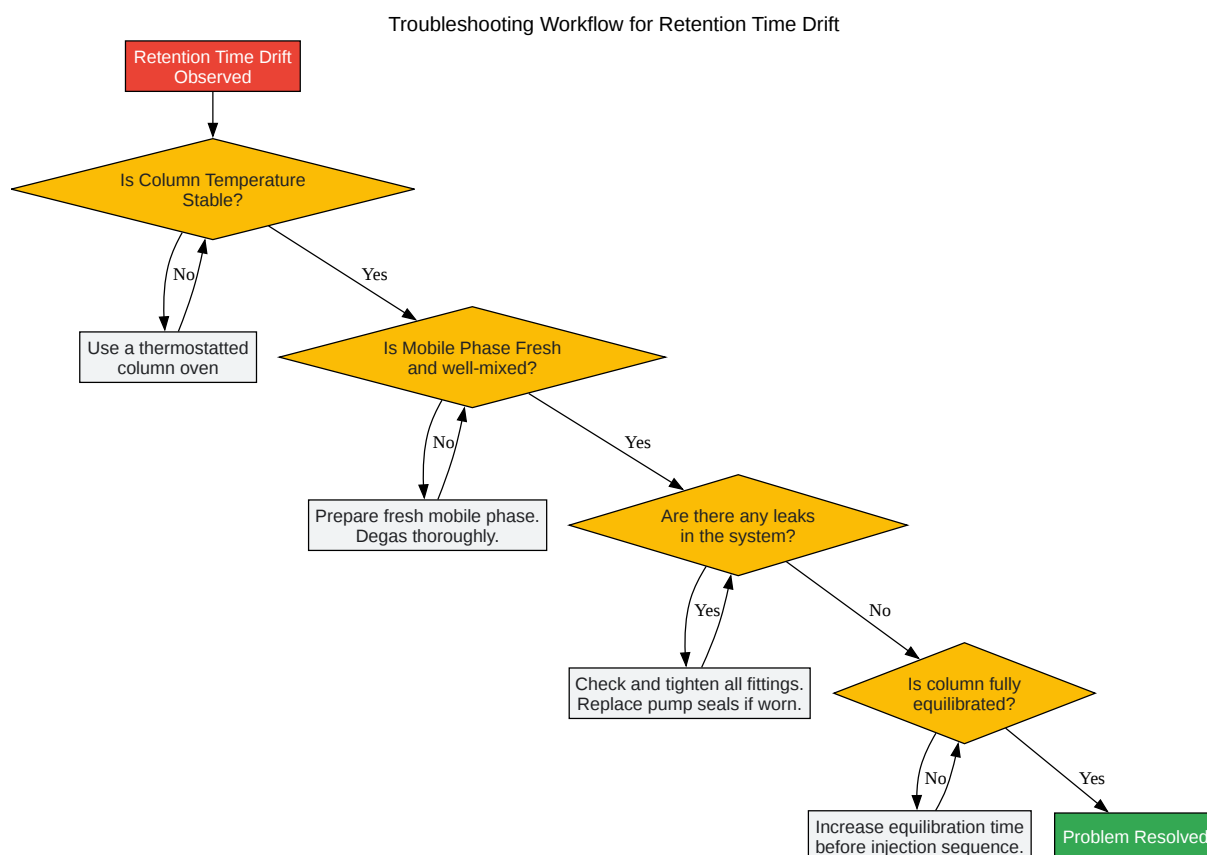 Troubleshooting Workflow for Retention Time Drift
Retention Time Drift
Observed
Is Column Temperature
Stable?
No
Yes
Use a thermostatted
column oven
Is Mobile Phase Fresh
and well-mixed?
No
Yes
Prepare fresh mobile phase.
Degas thoroughly.
Are there any leaks
in the system?
Yes
No
Check and tighten all fittings.
Replace pump seals if worn.
Is column fully
equilibrated?
No
Yes
Increase equilibration time
before injection sequence.
Problem Resolved